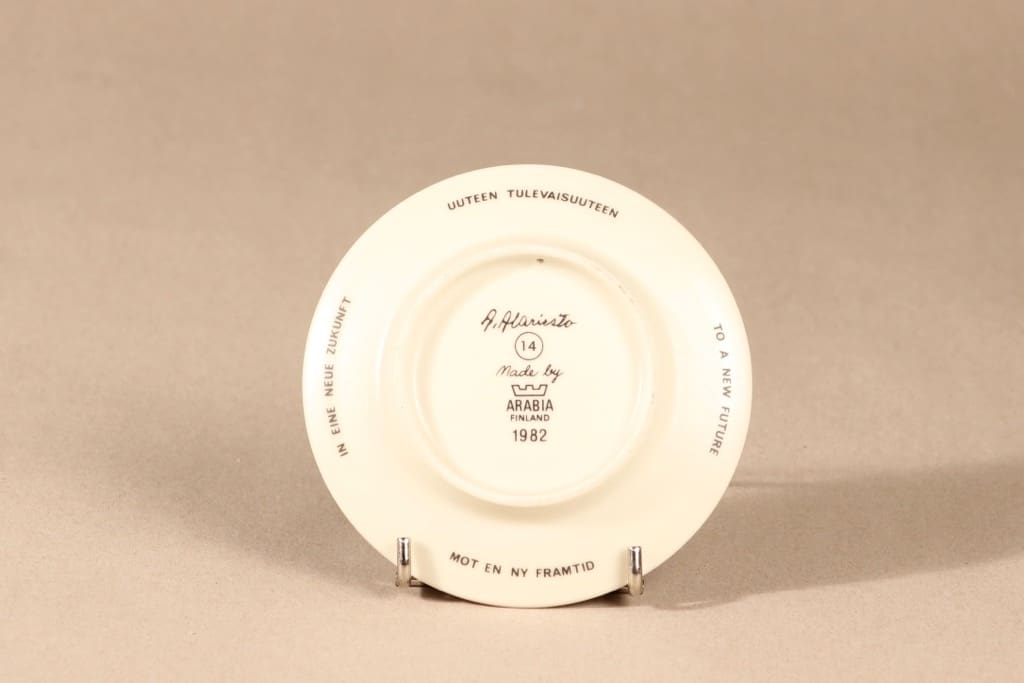 UUTEEN TULEVAISUUTEEN
TO A NEW FUTURE
MOT EN NY FRAMTID
IN EINE NEUE ZUKUNFT
A. Alariesto
14
Made by
ARABIA
FINLAND
1982